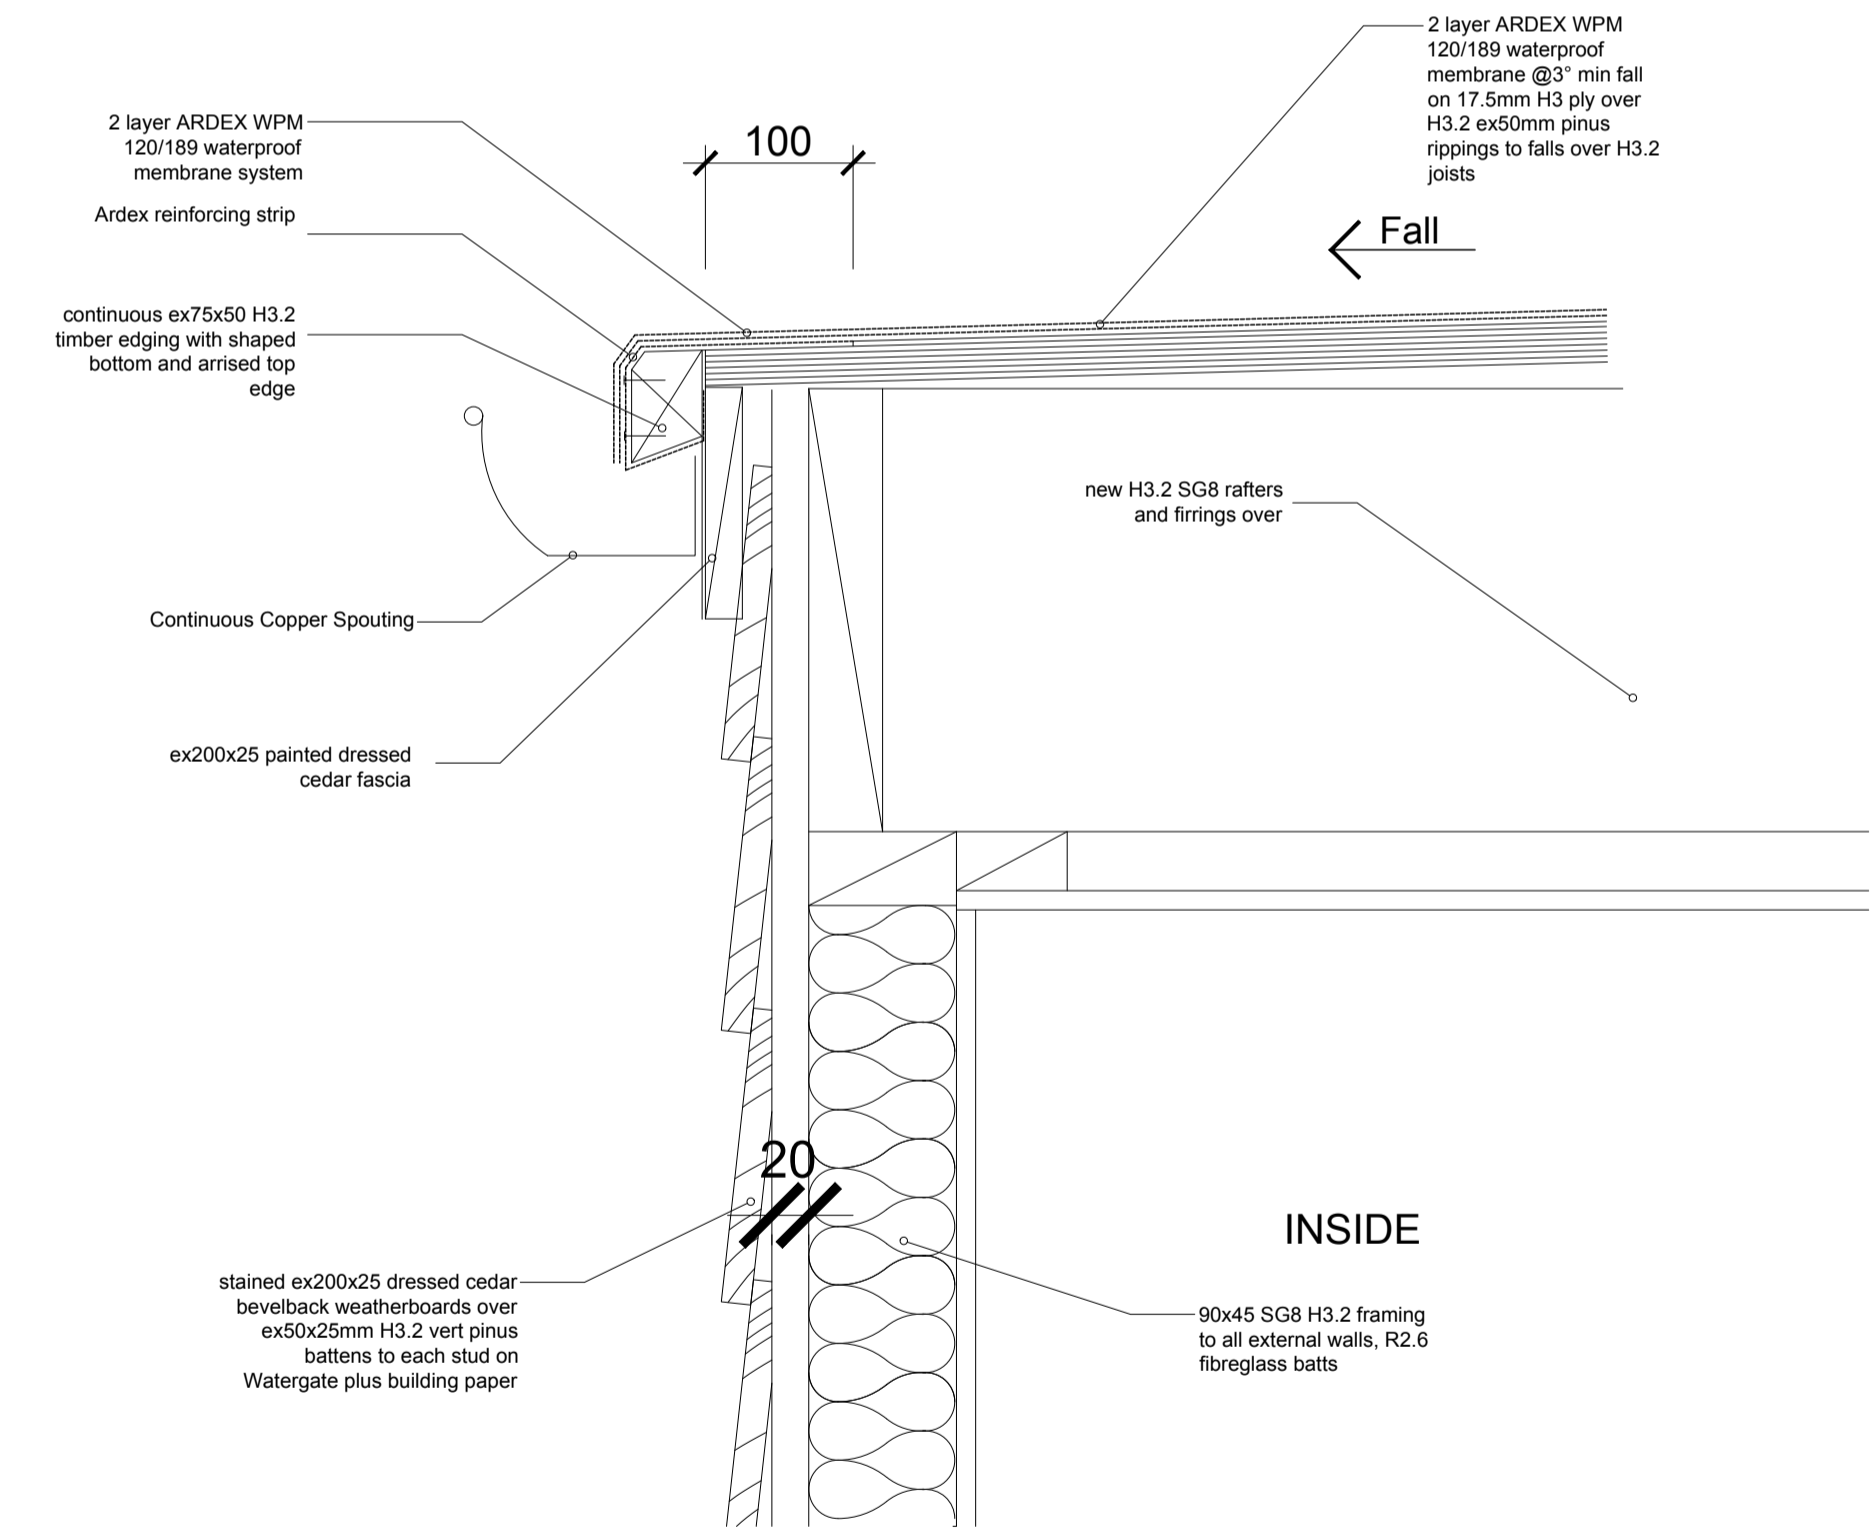 2 layer ARDEX WPM
120/189 waterproof
membrane @3° min fall
on 17.5mm H3 ply over
H3.2 ex50mm pinus
rippings to falls over H3.2
joists
2 layer ARDEX WPM
120/189 waterproof
membrane system
100
Ardex reinforcing strip
Fall
continuous ex75x50 H3.2
timber edging with shaped
bottom and arrised top
edge
new H3.2 SG8 rafters
and firrings over
Continuous Copper Spouting
ex200x25 painted dressed
cedar fascia
20
INSIDE
stained ex200x25 dressed cedar
bevelback weatherboards over
ex50x25mm H3.2 vert pinus
battens to each stud on
Watergate plus building paper
90x45 SG8 H3.2 framing
to all external walls, R2.6
fibreglass batts